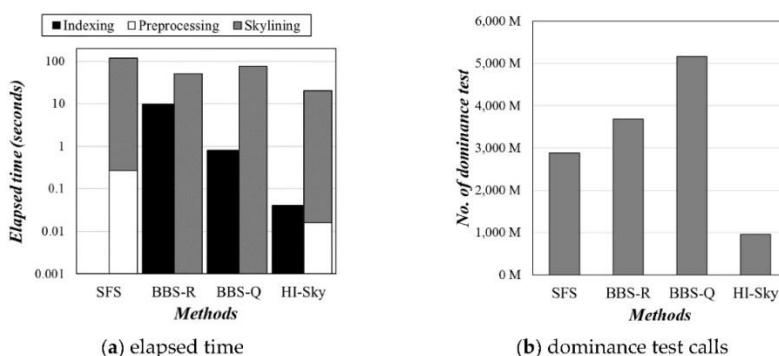 Indexing Preprocessing Skylining
Elapsed time (seconds)
100
10
1
0.1
0.01
0.001
SFS BBS-R BBS-Q HI-Sky
Methods
(a) elapsed time
No. of dominance test
6,000 M
5,000 M
4,000 M
3,000 M
2,000 M
1,000 M
0 M
SFS BBS-R BBS-Q HI-Sky
Methods
(b) dominance test calls